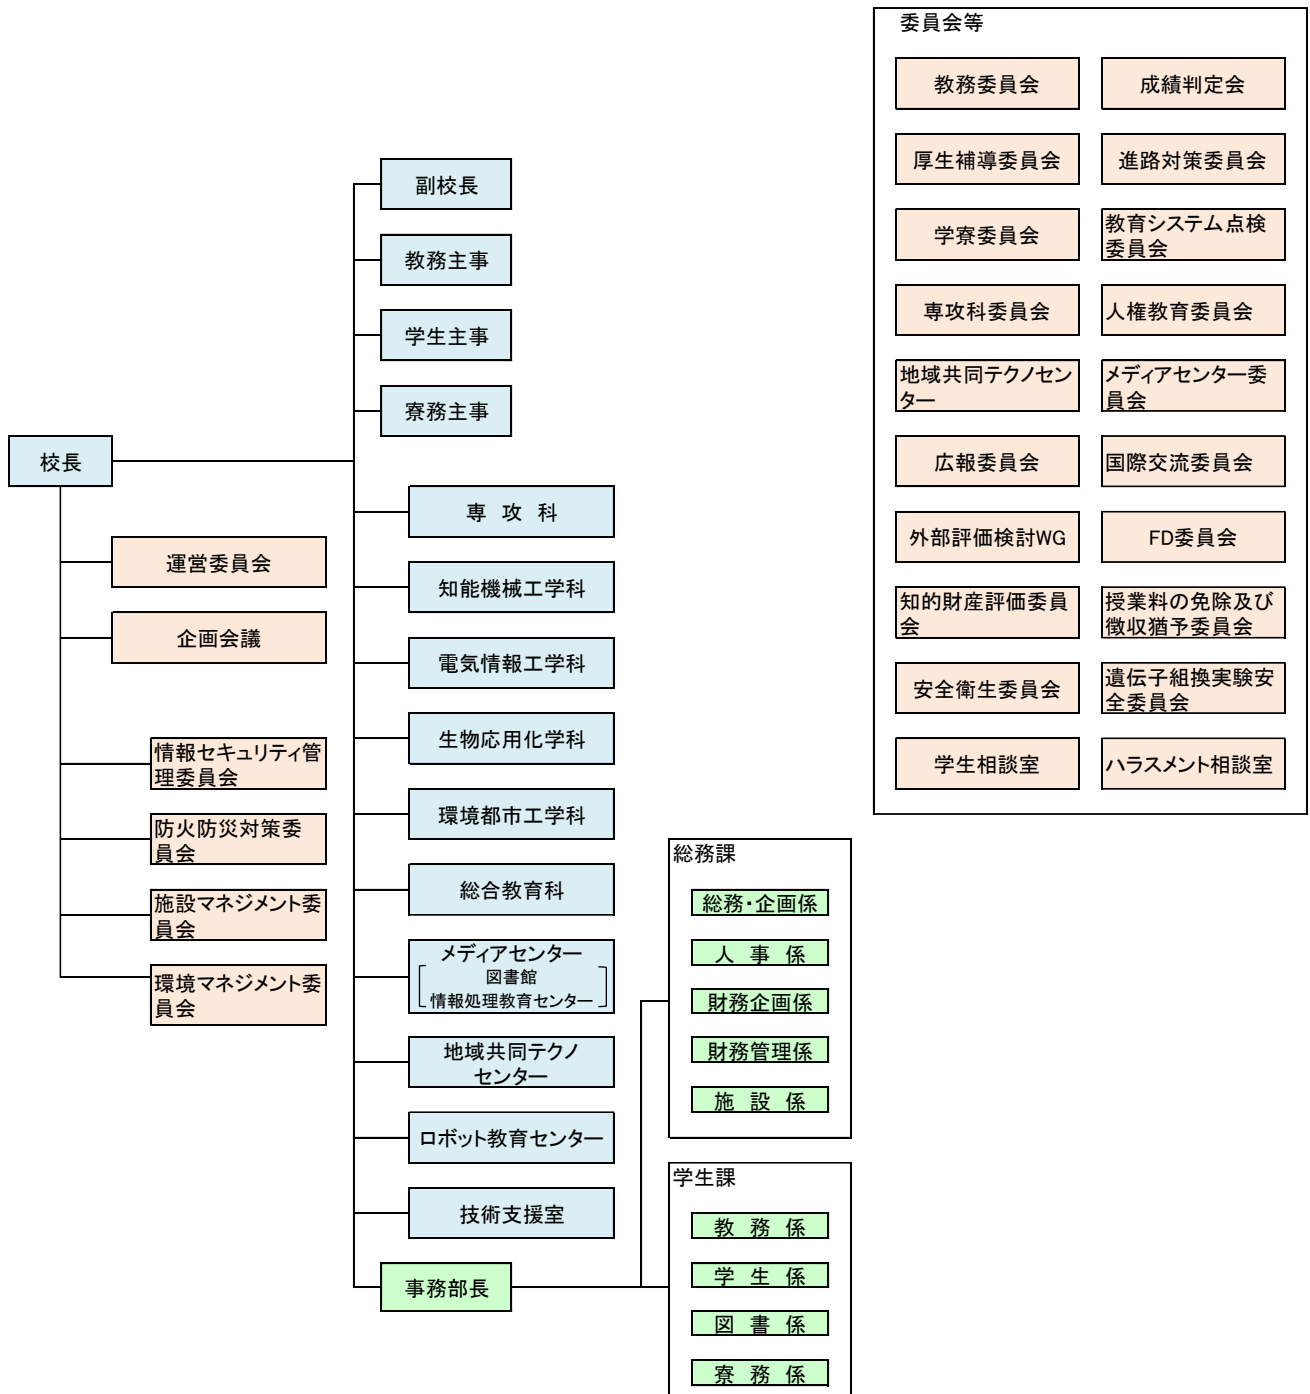 委員会等
教務委員会
成績判定会
厚生補導委員会
進路対策委員会
学寮委員会
教育システム点検
委員会
専攻科委員会
人権教育委員会
地域共同テクノセン
ター
メディアセンター委
員会
広報委員会
国際交流委員会
外部評価検討WG
FD委員会
知的財産評価委員
会
授業料の免除及び
徴収猶予委員会
安全衛生委員会
遺伝子組換実験安
全委員会
学生相談室
ハラスメント相談室
校長
運営委員会
企画会議
情報セキュリティ管
理委員会
防火防災対策委
員会
施設マネジメント委
員会
環境マネジメント委
員会
副校長
教務主事
学生主事
寮務主事
専 攻 科
知能機械工学科
電気情報工学科
生物応用化学科
環境都市工学科
総合教育科
メディアセンター
図書館
情報処理教育センター
地域共同テクノ
センター
ロボット教育センター
技術支援室
事務部長
総務課
総務・企画係
人 事 係
財務企画係
財務管理係
施 設 係
学生課
教 務 係
学 生 係
図 書 係
寮 務 係